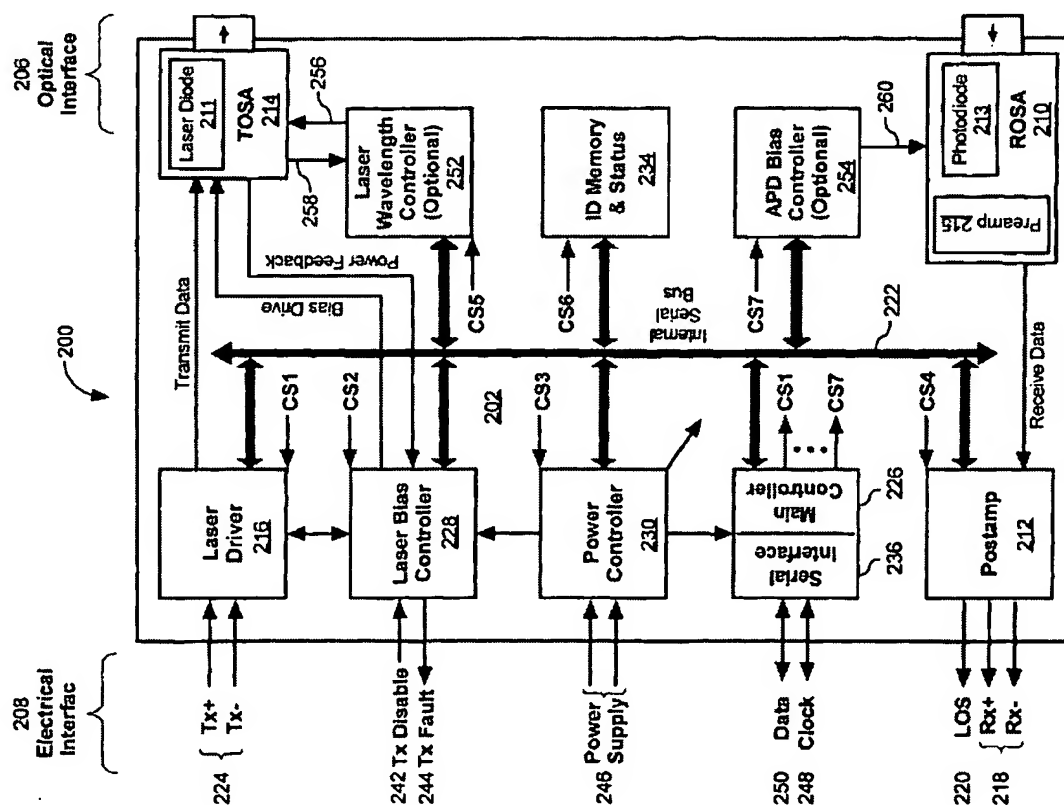 200
206
Optical
Interface
208
Electrical
Interfac
Laser Diode
211
TOSA
214
256
258
Laser
Wavelength
Controller
(Optional)
252
ID Memory
& Status
234
APD Bias
Controller
(Optional)
254
260
Photodiode
213
ROSA
210
Preamp 215
Transmit Data
Bias Drive
Power Feedback
CS5
CS6
CS7
Internal
Serial
Bus
222
Receive Data
202
CS1
CS2
CS3
CS1
CS7
CS4
Laser
Driver
216
Laser Bias
Controller
228
Power
Controller
230
Serial
Interface
Main
Controller
226
236
Postamp
212
224
Tx+
Tx-
242 Tx Disable
244 Tx Fault
246
Power
Supply
250 Data
248 Clock
220 LOS
218
Rx+
Rx-